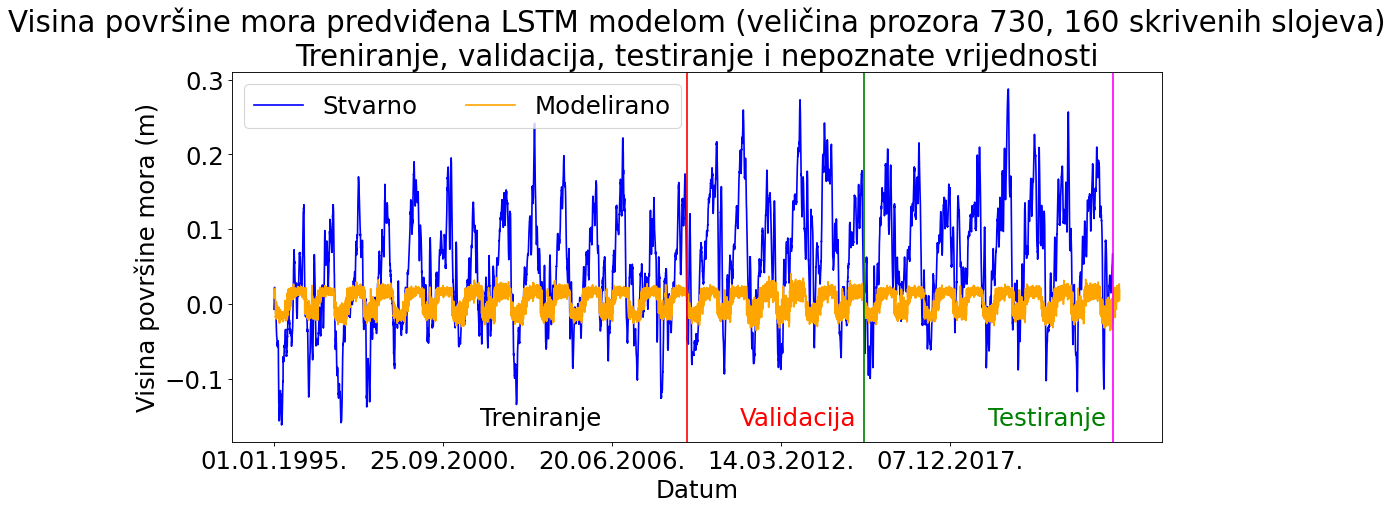 Visina površine mora predviđena LSTM modelom (veličina prozora 730, 160 skrivenih slojeva)
Treniranje, validacija, testiranje i nepoznate vrijednosti
Stvarno
Modelirano
Visina površine mora (m)
0.3
0.2
0.1
0.0
−0.1
Treniranje
Validacija
Testiranje
01.01.1995.
25.09.2000.
20.06.2006.
14.03.2012.
07.12.2017.
Datum